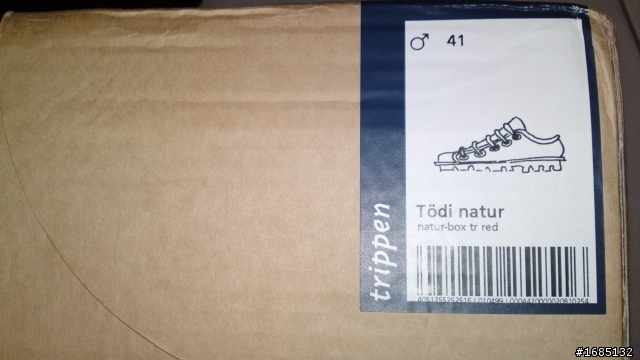 ♂ 41
Tödi natur
natur-box tr red
trippen
#1685132